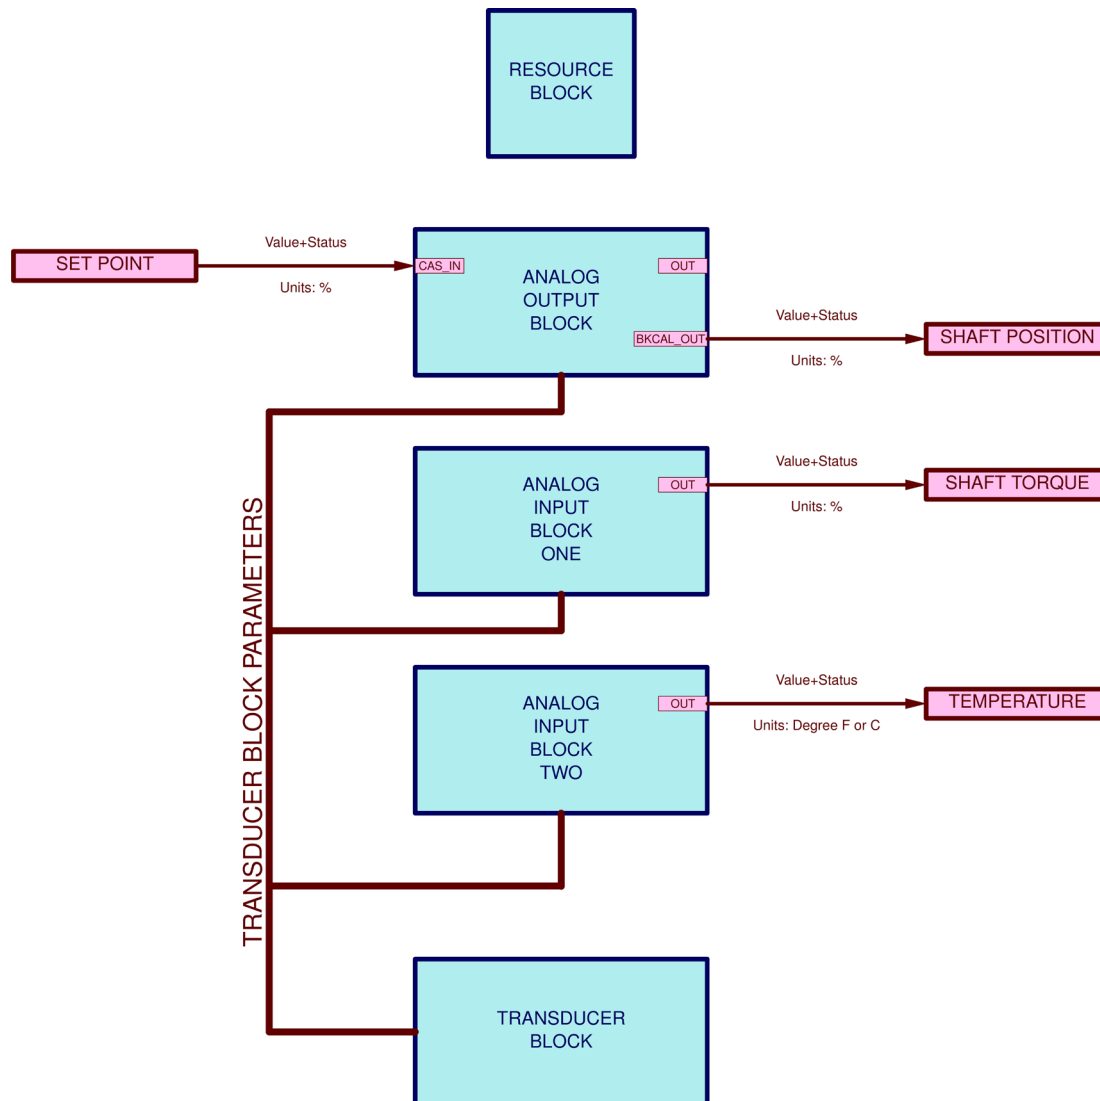 RESOURCE
BLOCK
Value+Status
SET POINT
CAS_IN
Units: %
ANALOG
OUTPUT
BLOCK
OUT
BKCAL_OUT
Value+Status
SHAFT POSITION
Units: %
ANALOG
INPUT
BLOCK
ONE
OUT
Value+Status
SHAFT TORQUE
Units: %
TRANSDUCER BLOCK PARAMETERS
ANALOG
INPUT
BLOCK
TWO
OUT
Value+Status
TEMPERATURE
Units: Degree F or C
TRANSDUCER
BLOCK